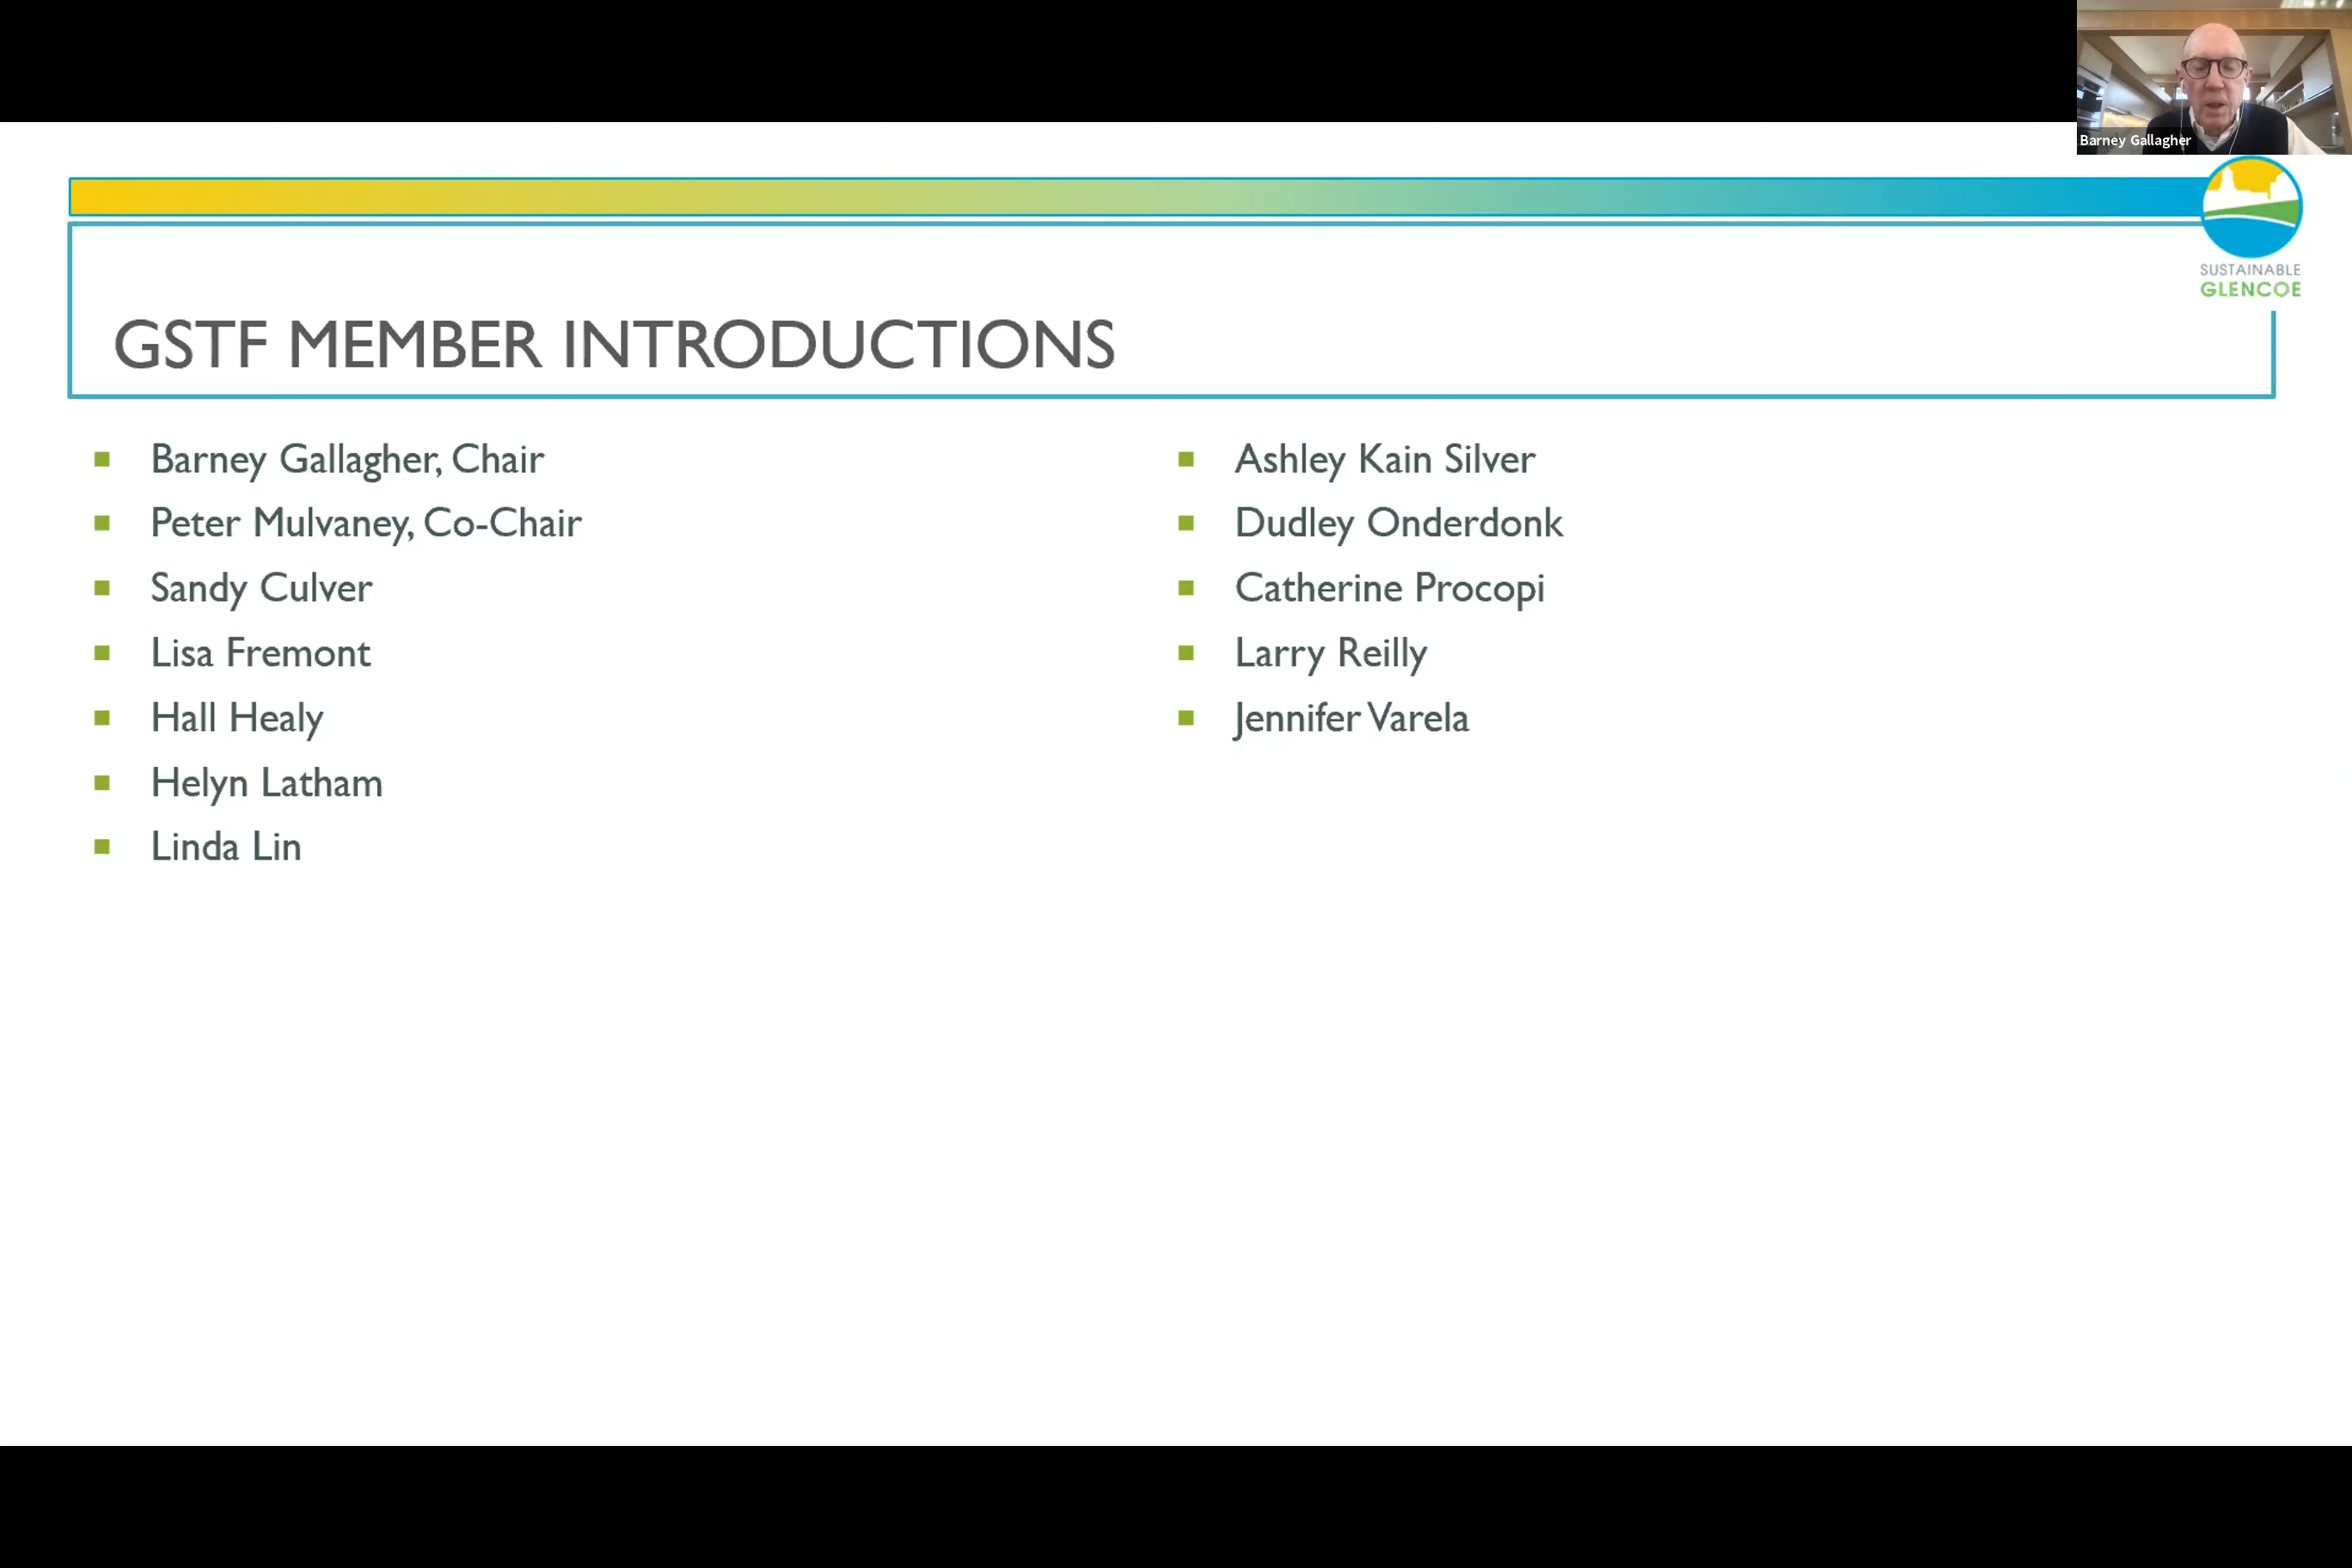 Barney Gallagher
SUSTAINABLE
GLENCOE
GSTF MEMBER INTRODUCTIONS
Barney Gallagher, Chair
Peter Mulvaney, Co-Chair
Sandy Culver
Lisa Fremont
Hall Healy
Helyn Latham
Linda Lin
Ashley Kain Silver
Dudley Onderdonk
Catherine Procopi
Larry Reilly
Jennifer Varela